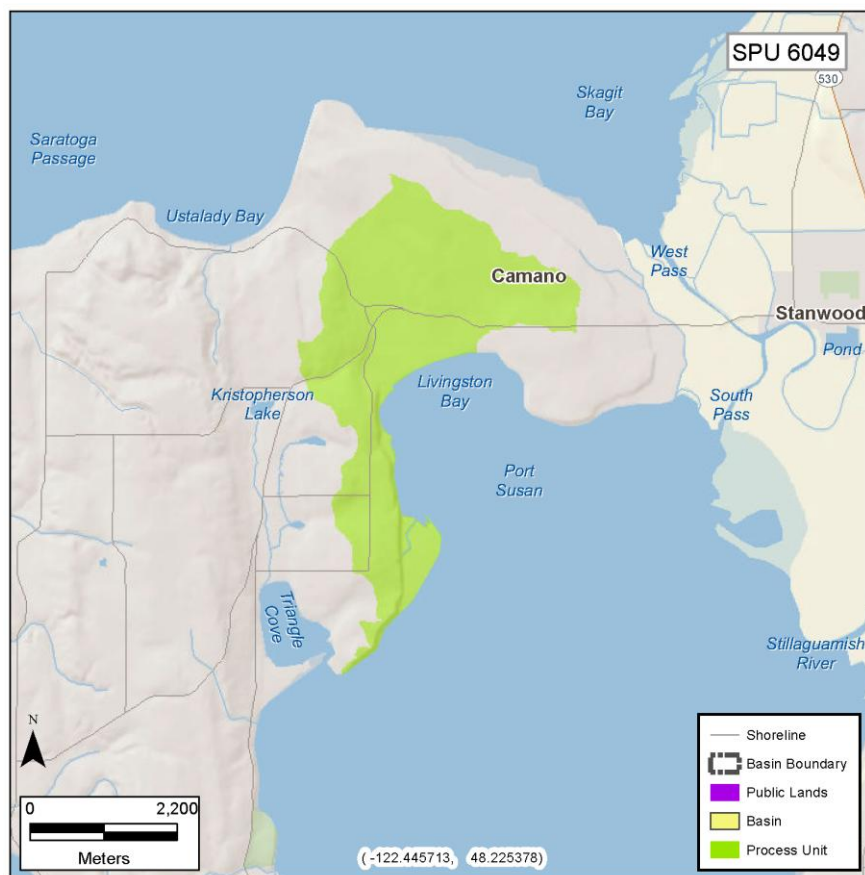 SPU 6049
530
Skagit
Bay
Saratoga
Passage
Ustalady Bay
West
Pass
Camano
Stanwood
Pond
Livingston
Bay
Kristopherson
Lake
South
Pass
Port
Susan
Triangle
Cove
Stillaguamish
River
N
0 2,200
Meters
( -122.445713, 48.225378)
Shoreline
Basin Boundary
Public Lands
Basin
Process Unit